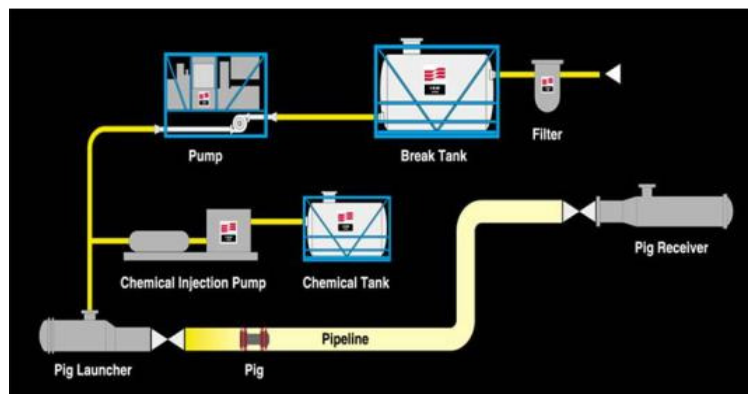 Pump
Break Tank
Filter
Chemical Injection Pump
Chemical Tank
Pig Receiver
Pipeline
Pig Launcher
Pig